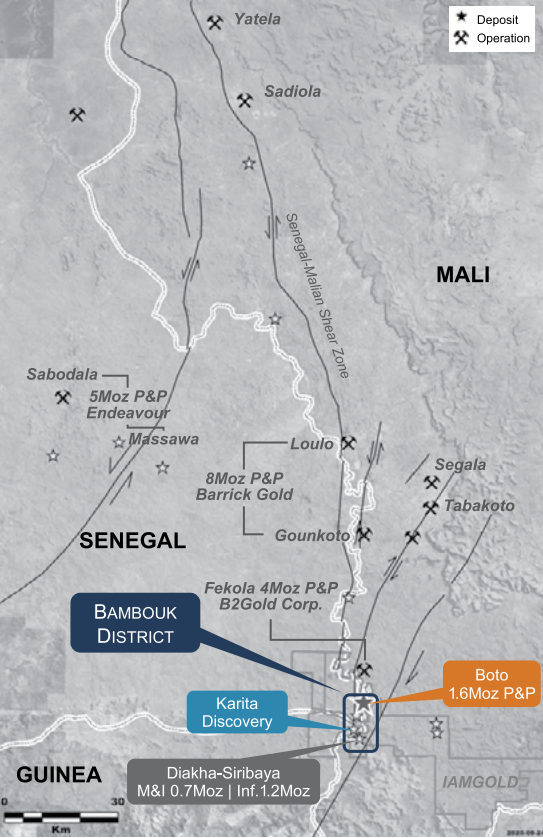 Yatela
Deposit
Operation
Sadiola
Senegal-Malian Shear Zone
MALI
Sabodala
5Moz P&P
Endeavour
Massawa
Loulo
8Moz P&P
Barrick Gold
Gounkoto
Segala
Tabakoto
SENEGAL
Fekola 4Moz P&P
B2Gold Corp.
BAMBOUK
DISTRICT
Boto
1.6Moz P&P
Karita
Discovery
GUINEA
Diakha-Siribaya
M&I 0.7Moz | Inf.1.2Moz
IAMGOLD
0 30
Km